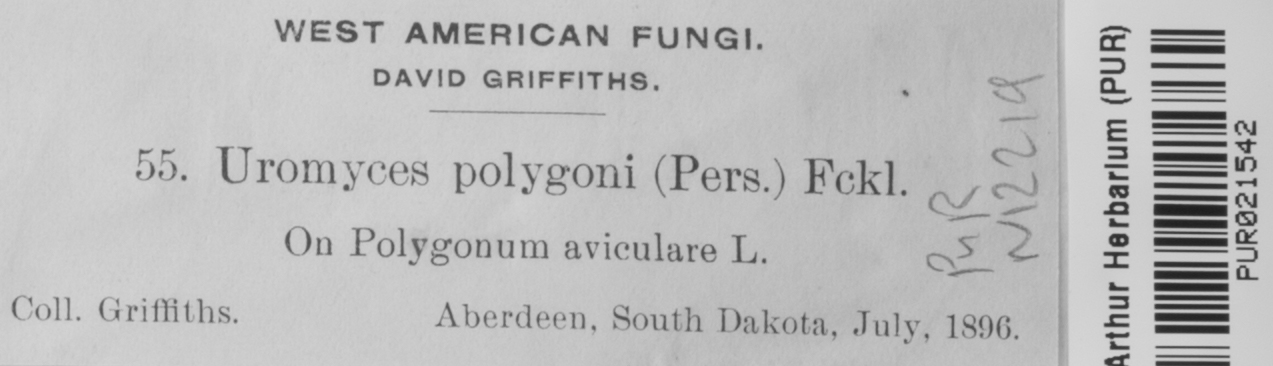 WEST AMERICAN FUNGI.
DAVID GRIFFITHS.
55. Uromyces polygoni (Pers.) Fckl.
On Polygonum aviculare L.
Coll. Griffiths.
Aberdeen, South Dakota, July, 1896.
PuR
N12219
Arthur Herbarium (PUR)
PUR021542